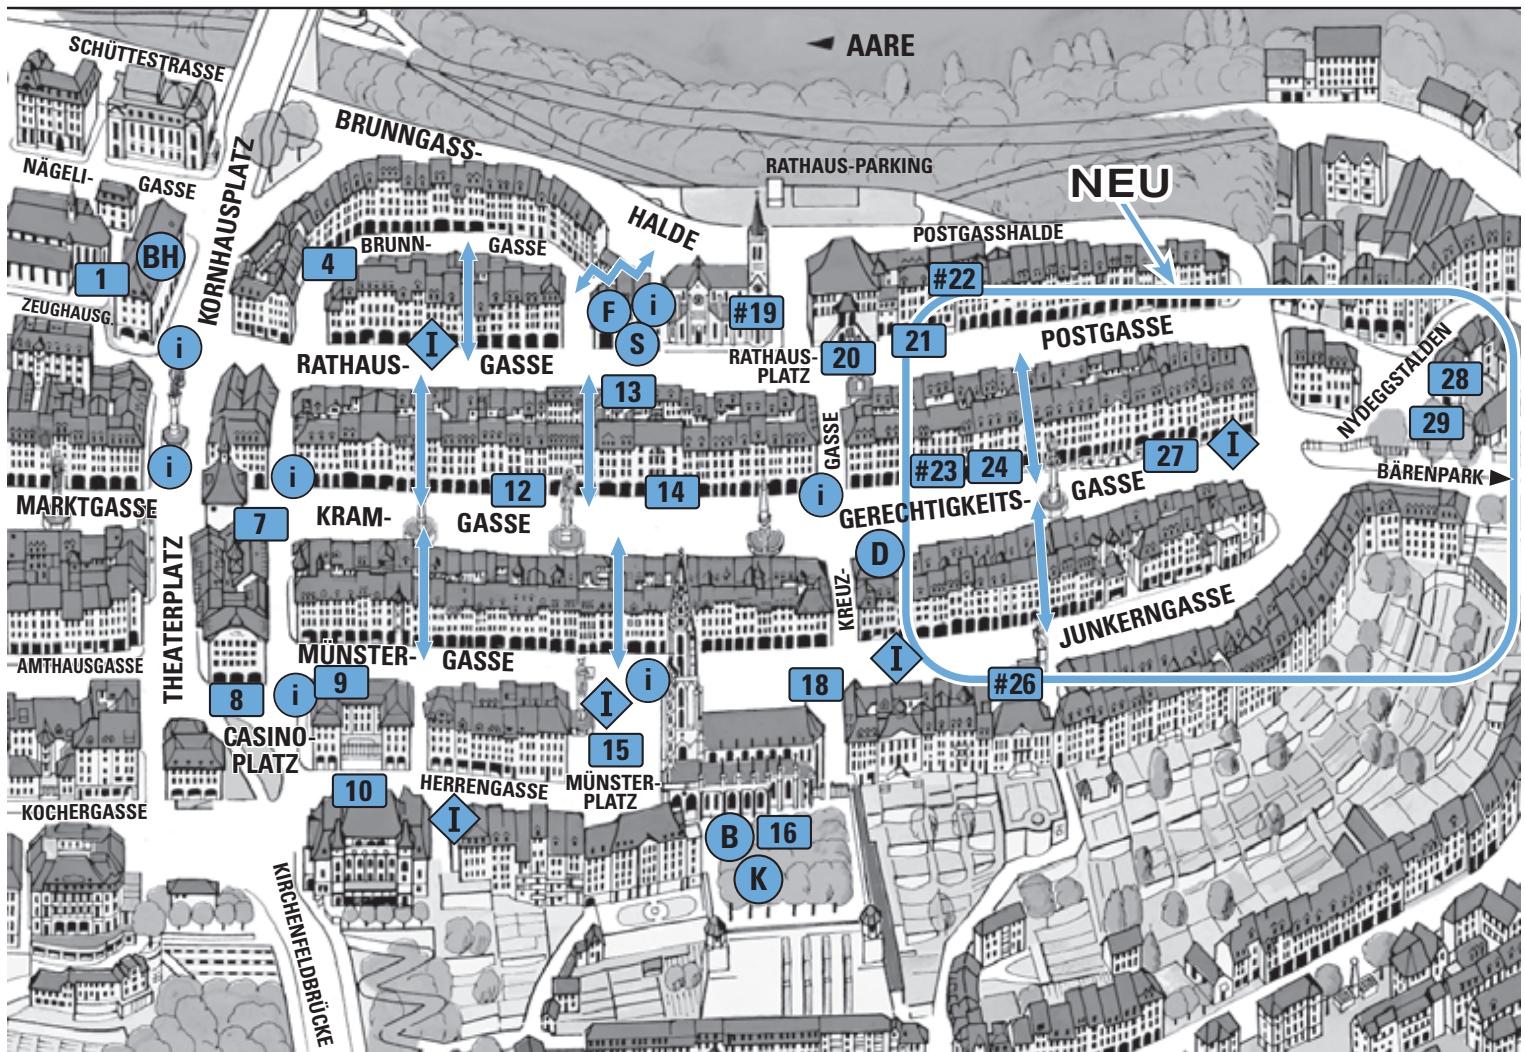 AARE
SCHÜTTESTRASSE
BRUNNGASS-
HALDE
RATHAUS-PARKING
NEU
NÄGELI-
GASSE
KORNHAUSPLATZ
BRUNN-
GASSE
POSTGASSHALDE
1
BH
4
#22
ZEUGHAUSG.
F
i
S
#19
i
I
RATHAUS-
GASSE
RATHAUS-
PLATZ
20
21
POSTGASSE
NYDEGGSTALDEN
28
29
13
GASSE
i
i
12
14
i
#23
24
27
I
BÄRENPARK
MARKTGASSE
7
KRAM-
GASSE
GERECHTIGKEITS-
GASSE
D
THEATERPLATZ
KREUZ-
JUNKERNGASSE
AMTHAUSGASSE
MÜNSTER-
GASSE
I
8
i
9
I
i
18
#26
CASINO-
PLATZ
15
MÜNSTER-
PLATZ
10
HERRENGASSE
I
KOCHERGASSE
B
16
K
KIRCHENFELDBRÜCKE